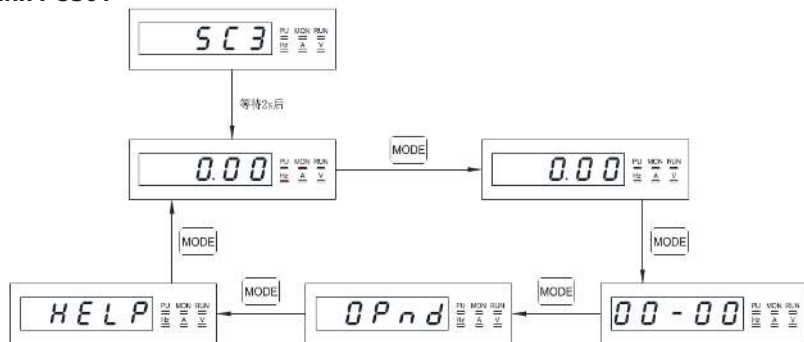 SC3 PU MON RUN
Hz A V
等待2s后
0.00 PU MON RUN
Hz A V
MODE
0.00 PU MON RUN
Hz A V
MODE
MODE
HELP PU MON RUN
Hz A V
MODE
OPnd PU MON RUN
Hz A V
MODE
00-00 PU MON RUN
Hz A V